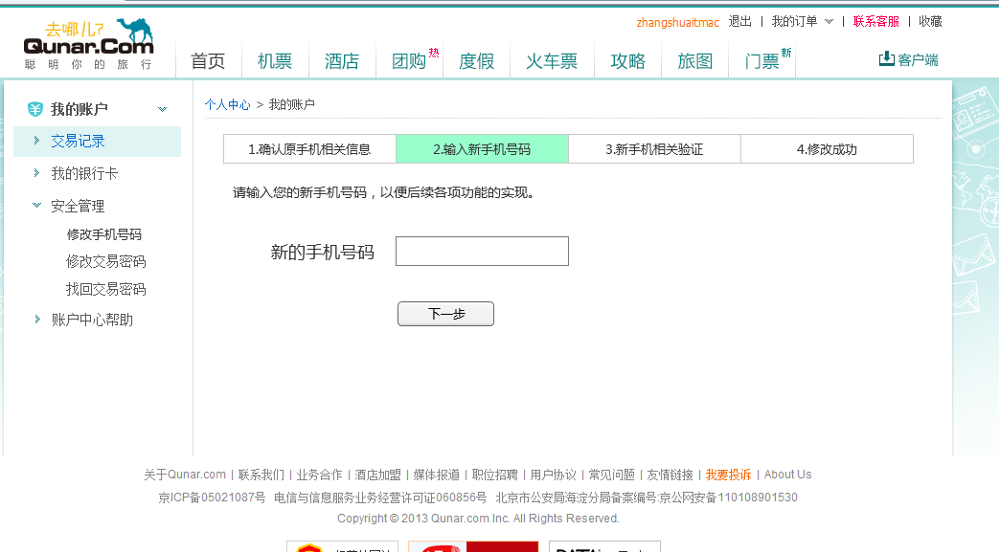 zhangshuaitmac 退出 | 我的订单 | 联系客服 | 收藏
去哪儿?
Qunar.Com
聪明你的旅行
首页 机票 酒店 团购 热 度假 火车票 攻略 旅图 门票 新 客户端
我的账户
交易记录
我的银行卡
安全管理
修改手机号码
修改交易密码
找回交易密码
账户中心帮助
个人中心 > 我的账户
1.确认原手机相关信息 2.输入新手机号码 3.新手机相关验证 4.修改成功
请输入您的新手机号码，以便后续各项功能的实现。
新的手机号码
下一步
关于Qunar.com | 联系我们 | 业务合作 | 酒店加盟 | 媒体报道 | 职位招聘 | 用户协议 | 常见问题 | 友情链接 | 我要投诉 | About Us
京ICP备05021087号 电信与信息服务业务经营许可证060856号 北京市公安局海淀分局备案编号:京公网安备110108901530
Copyright © 2013 Qunar.com Inc. All Rights Reserved.